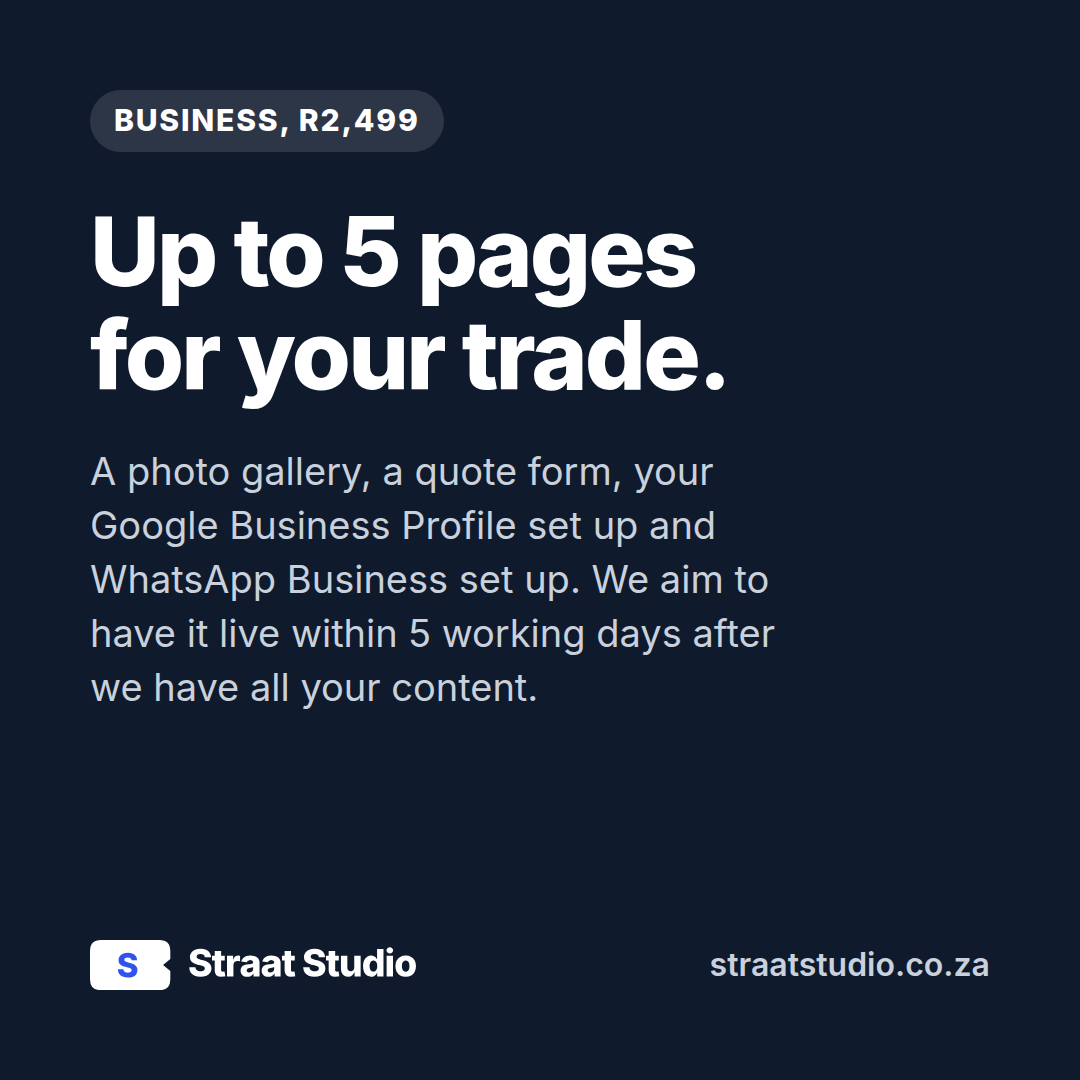 BUSINESS, R2,499
Up to 5 pages
for your trade.
A photo gallery, a quote form, your
Google Business Profile set up and
WhatsApp Business set up. We aim to
have it live within 5 working days after
we have all your content.
S Straat Studio
straatstudio.co.za